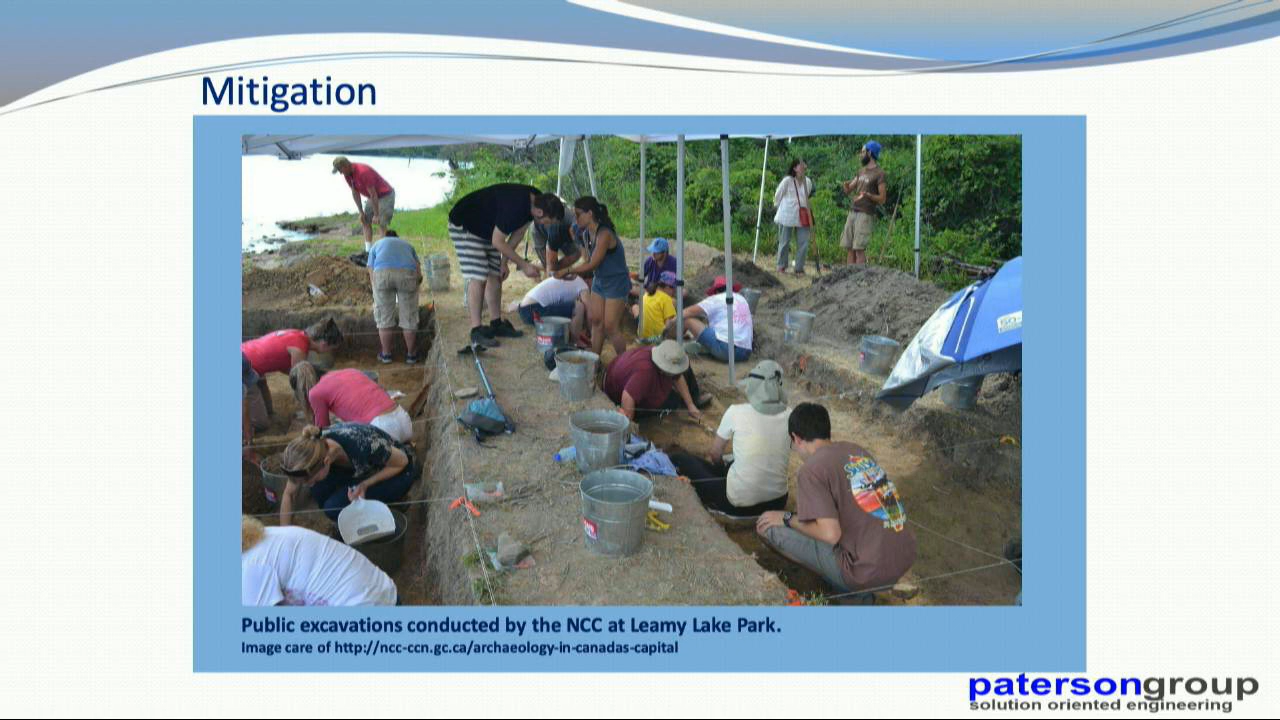 Mitigation
Public excavations conducted by the NCC at Leamy Lake Park.
Image care of http://ncc-ccn.gc.ca/archaeology-in-canadas-capital
patersongroup
solution oriented engineering